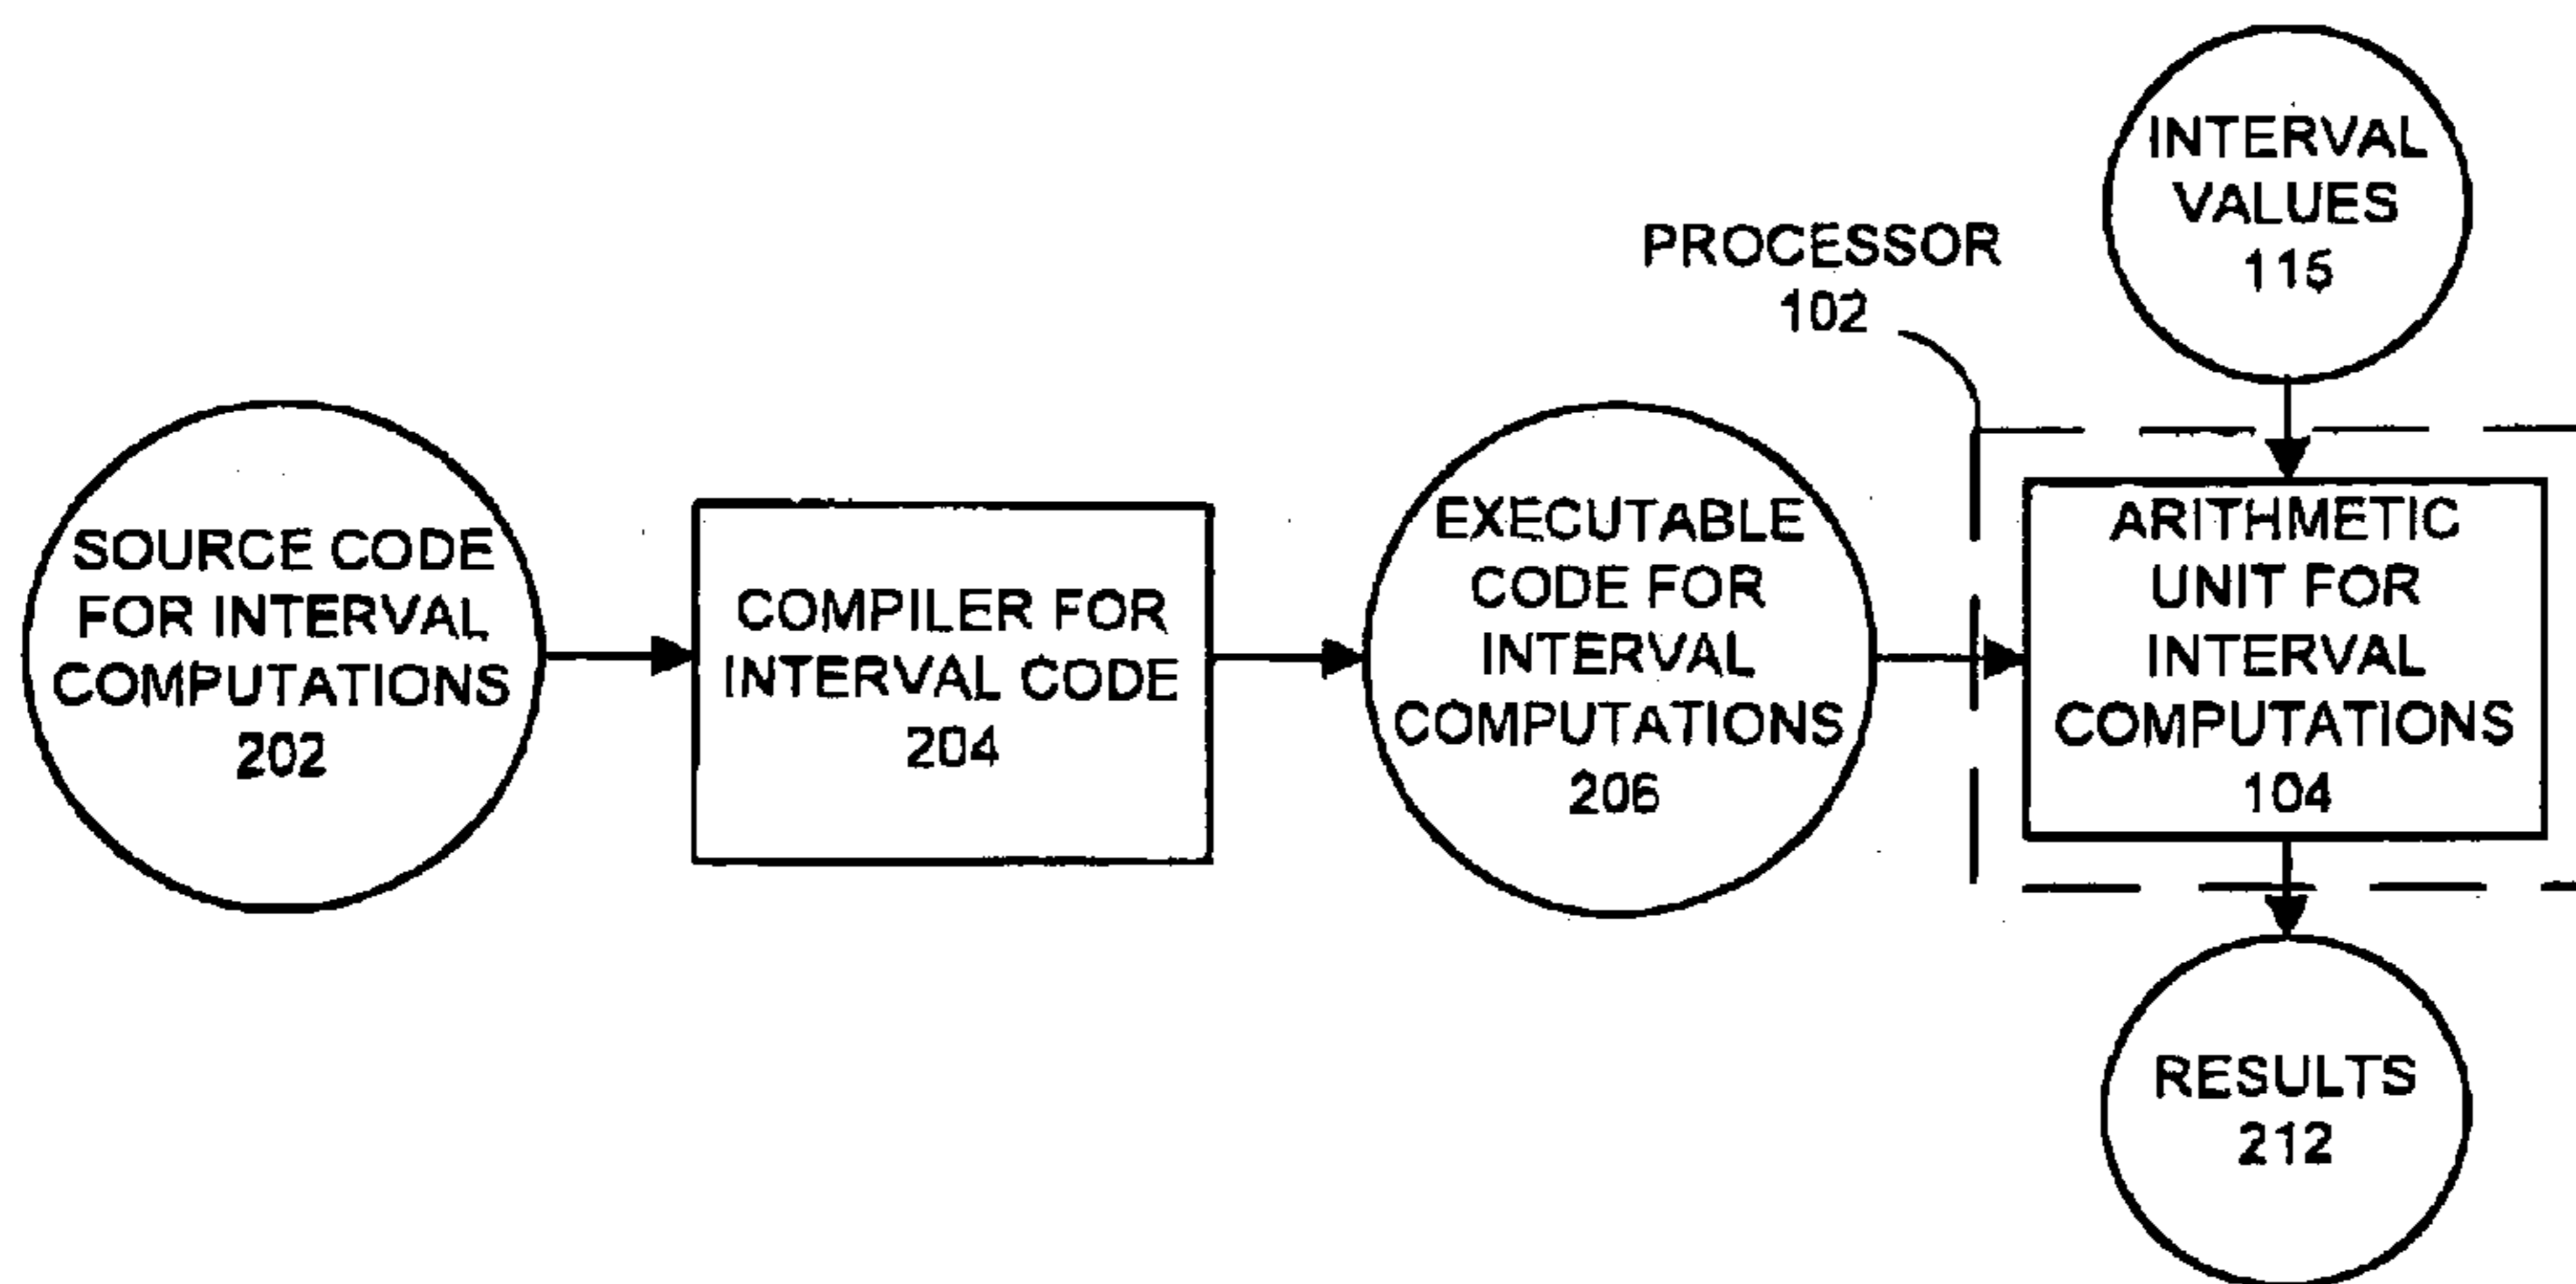 SOURCE CODE
FOR INTERVAL
COMPUTATIONS
202
COMPILER FOR
INTERVAL CODE
204
EXECUTABLE
CODE FOR
INTERVAL
COMPUTATIONS
206
PROCESSOR
102
INTERVAL
VALUES
115
ARITHMETIC
UNIT FOR
INTERVAL
COMPUTATIONS
104
RESULTS
212